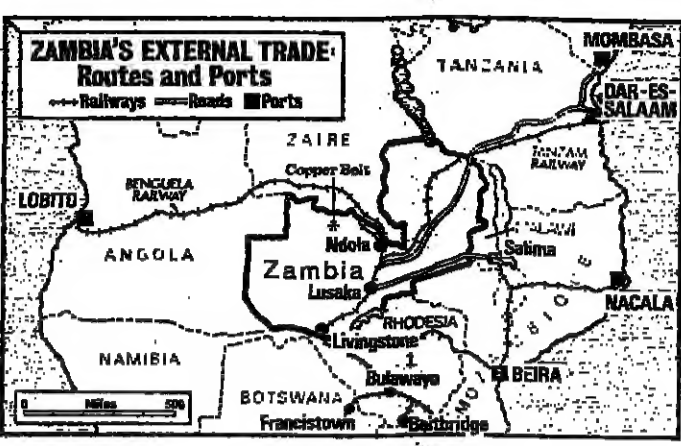 ZAMBIA'S EXTERNAL TRADE:
Routes and Ports
Railways Roads Ports
MOMBASA
TANZANIA
DAR-ES-
SALAAM
ZAIRE
TANZAM
RAILWAY
Copper Belt
BENGUELA
RAILWAY
LOBITO
MALAWI
Ndola
Salima
ANGOLA
Zambia
Lusaka
NACALA
RHODESIA
Livingstone
NAMIBIA
BEIRA
Bulawayo
BOTSWANA
0 Miles 500
Francistown
Beitbridge